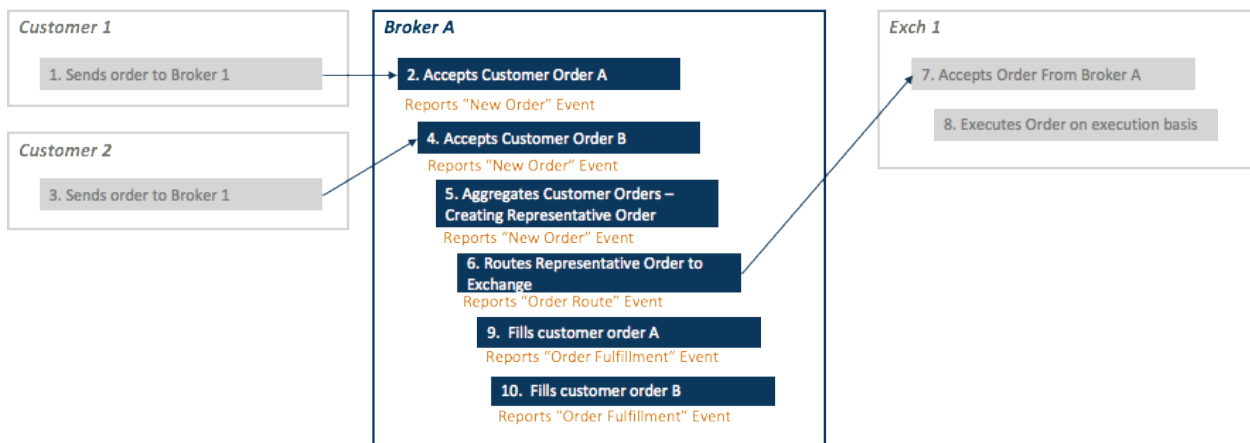 Customer 1
1. Sends order to Broker 1
Customer 2
3. Sends order to Broker 1
Broker A
2. Accepts Customer Order A
Reports "New Order" Event
4. Accepts Customer Order B
Reports "New Order" Event
5. Aggregates Customer Orders –
Creating Representative Order
Reports "New Order" Event
6. Routes Representative Order to
Exchange
Reports "Order Route" Event
9. Fills customer order A
Reports "Order Fulfillment" Event
10. Fills customer order B
Reports "Order Fulfillment" Event
Exch 1
7. Accepts Order From Broker A
8. Executes Order on execution basis